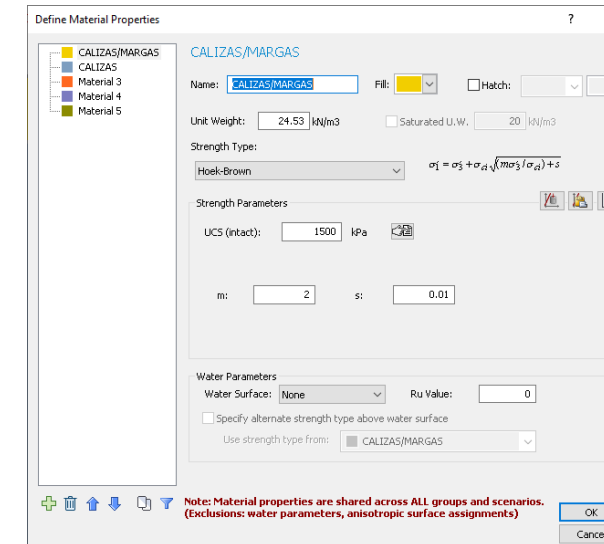 Define Material Properties ?
CALIZAS/MARGAS
CALIZAS
Material 3
Material 4
Material 5
CALIZAS/MARGAS
Name: CALIZAS/MARGAS Fill: Hatch:
Unit Weight: 24.53 kN/m3 Saturated U.W. 20 kN/m3
Strength Type:
Hoek-Brown σ₁′ = σ₃′ + σci √(mσ₃′/σci) + s
Strength Parameters
UCS (intact): 1500 kPa
m: 2 s: 0.01
Water Parameters
Water Surface: None Ru Value: 0
Specify alternate strength type above water surface
Use strength type from: CALIZAS/MARGAS
Note: Material properties are shared across ALL groups and scenarios.
(Exclusions: water parameters, anisotropic surface assignments)
OK
Cance